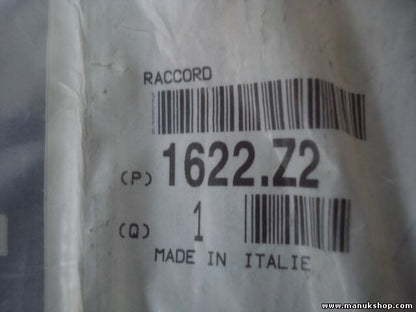 RACCORD
(P) 1622.Z2
(Q) 1
MADE IN ITALIE
www.manukshop.com